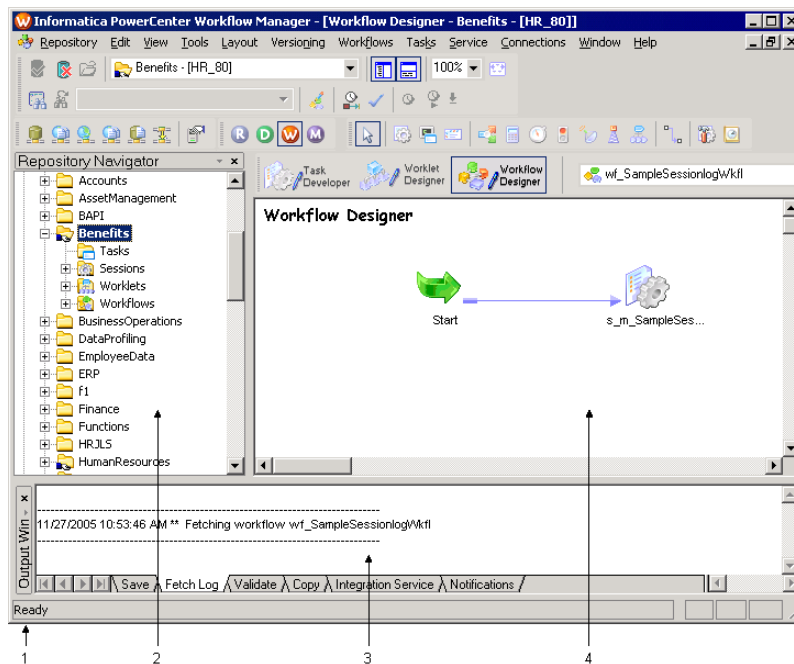 Informatica PowerCenter Workflow Manager - [Workflow Designer - Benefits - [HR_80]]
Repository Edit View Tools Layout Versioning Workflows Tasks Service Connections Window Help
Benefits - [HR_80] 100%
R D W M
Repository Navigator
Task Developer Worklet Designer Workflow Designer wf_SampleSessionlogWkfl
Accounts
AssetManagement
BAPI
Benefits
Tasks
Sessions
Worklets
Workflows
BusinessOperations
DataProfiling
EmployeeData
ERP
f1
Finance
Functions
HRJLS
HumanResources
Workflow Designer
Start s_m_SampleSes...
Output Win
------------------------------------------------------------
11/27/2005 10:53:46 AM ** Fetching workflow wf_SampleSessionlogWkfl
------------------------------------------------------------
Save Fetch Log Validate Copy Integration Service Notifications
Ready
1 2 3 4